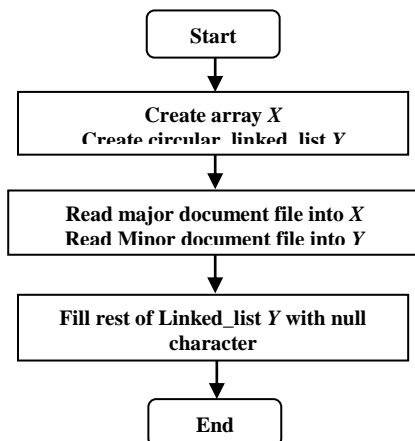 Start
Create array X
Create circular_linked_list Y
Read major document file into X
Read Minor document file into Y
Fill rest of Linked_list Y with null
character
End